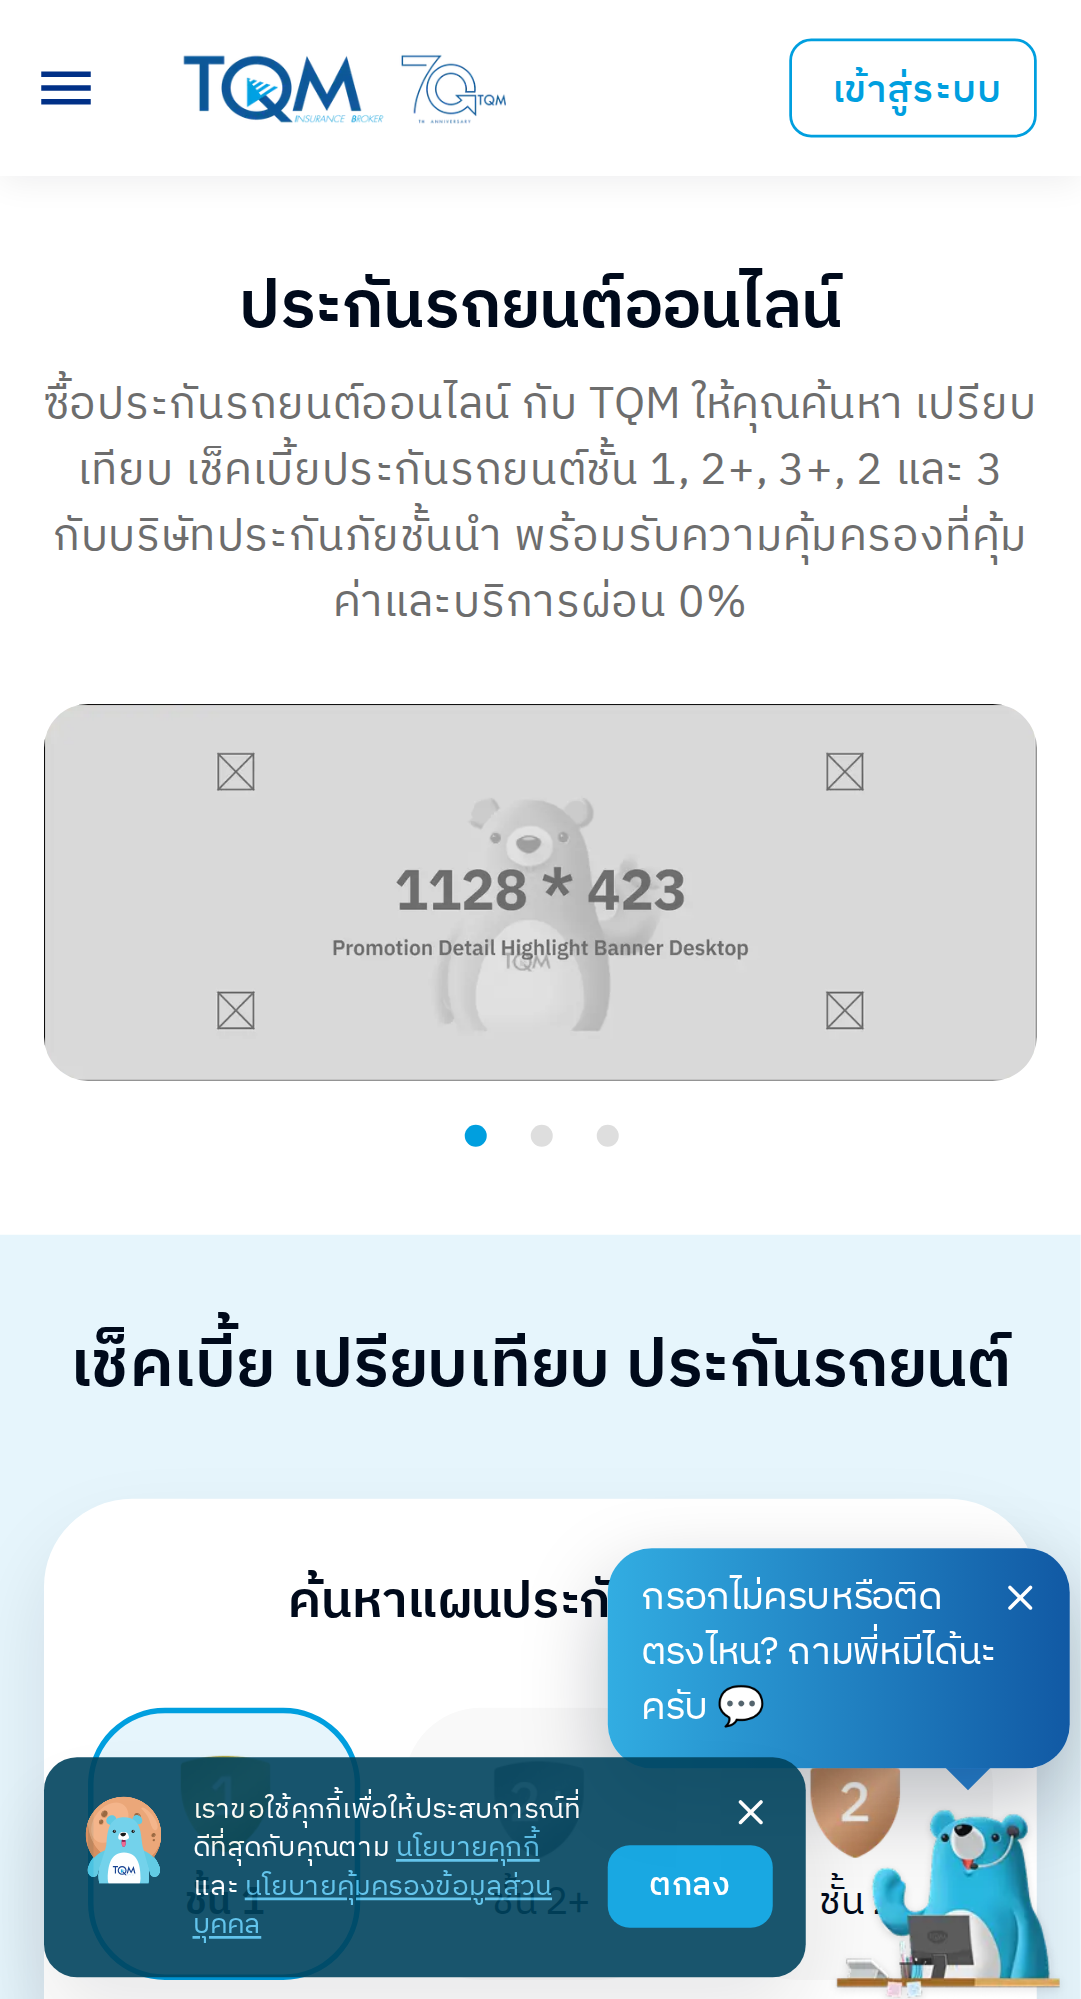 TQM
INSURANCE BROKER
70 TQM
TH ANNIVERSARY
เข้าสู่ระบบ
ประกันรถยนต์ออนไลน์
ซื้อประกันรถยนต์ออนไลน์ กับ TQM ให้คุณค้นหา เปรียบ
เทียบ เช็คเบี้ยประกันรถยนต์ชั้น 1, 2+, 3+, 2 และ 3
กับบริษัทประกันภัยชั้นนำ พร้อมรับความคุ้มครองที่คุ้ม
ค่าและบริการผ่อน 0%
1128 * 423
Promotion Detail Highlight Banner Desktop
TQM
เช็คเบี้ย เปรียบเทียบ ประกันรถยนต์
ค้นหาแผนประกั
กรอกไม่ครบหรือติด
ตรงไหน? ถามพี่หมีได้นะ
ครับ 💬
1
2
2
ชั้น 1
ชั้น 2+
ชั้น
เราขอใช้คุกกี้เพื่อให้ประสบการณ์ที่
ดีที่สุดกับคุณตาม นโยบายคุกกี้
และ นโยบายคุ้มครองข้อมูลส่วน
บุคคล
TQM
ตกลง